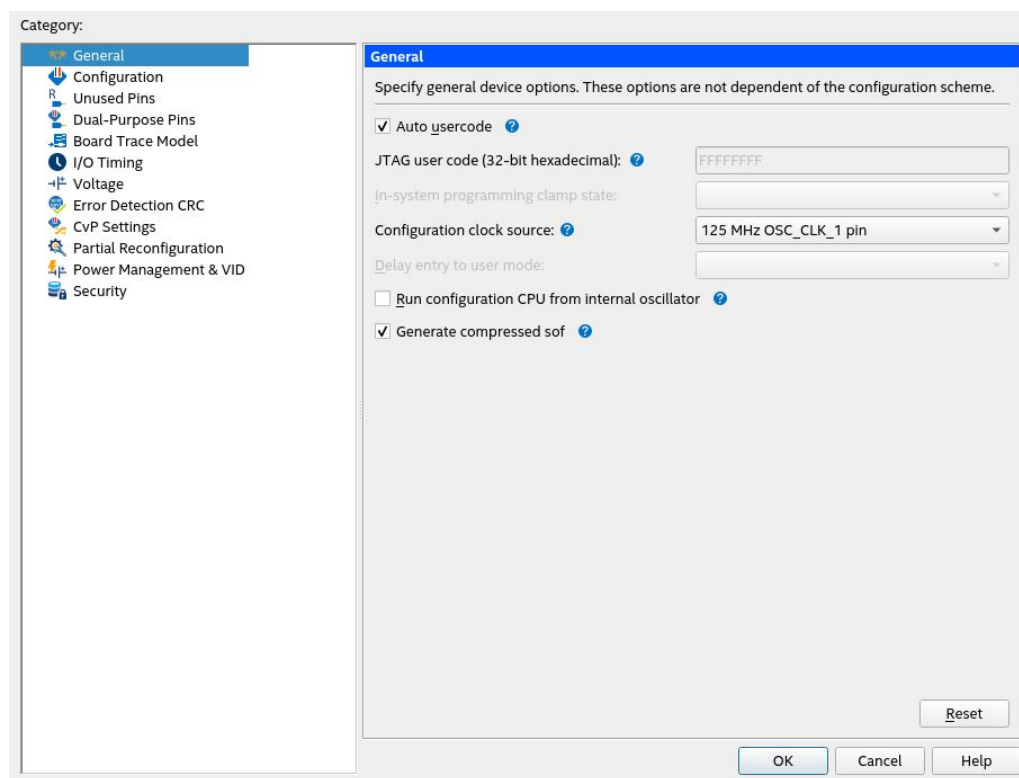 Category:
General
Configuration
Unused Pins
Dual-Purpose Pins
Board Trace Model
I/O Timing
Voltage
Error Detection CRC
CvP Settings
Partial Reconfiguration
Power Management & VID
Security
General
Specify general device options. These options are not dependent of the configuration scheme.
Auto usercode
JTAG user code (32-bit hexadecimal): FFFFFFFF
In-system programming clamp state:
Configuration clock source: 125 MHz OSC_CLK_1 pin
Delay entry to user mode:
Run configuration CPU from internal oscillator
Generate compressed sof
Reset
OK Cancel Help